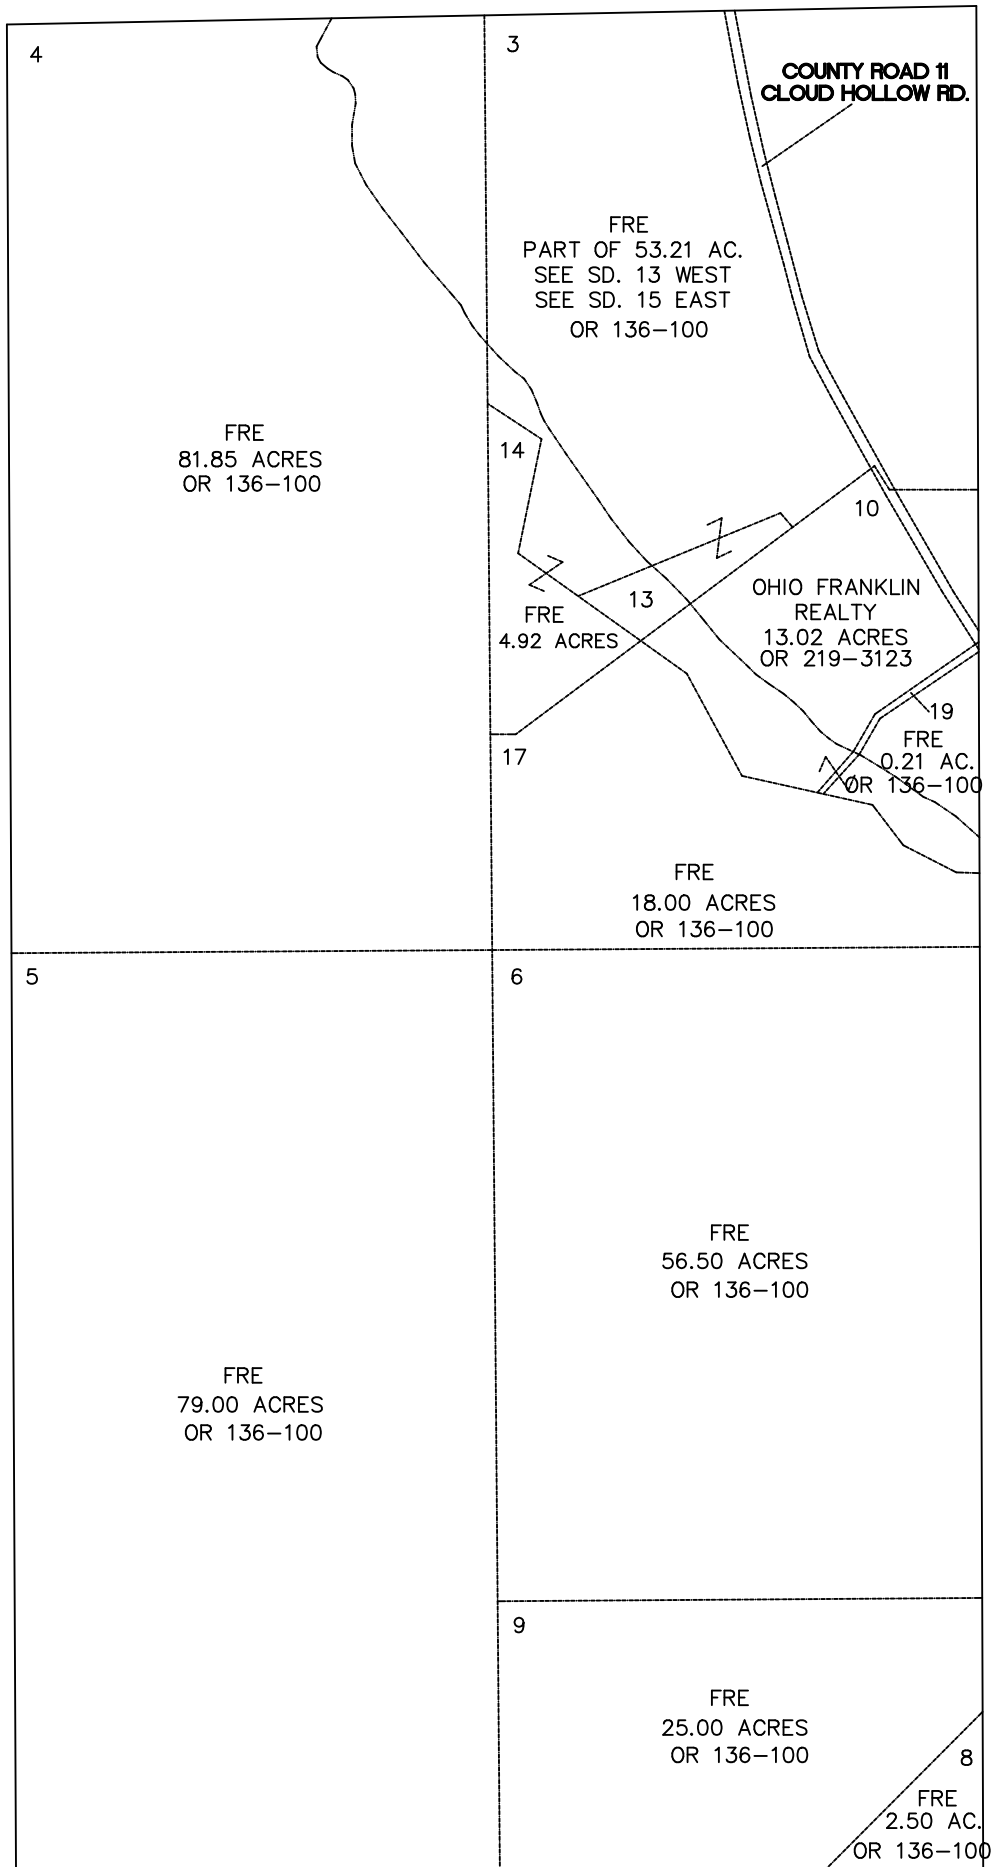 4
3
COUNTY ROAD 11
CLOUD HOLLOW RD.
FRE
PART OF 53.21 AC.
SEE SD. 13 WEST
SEE SD. 15 EAST
OR 136-100
FRE
81.85 ACRES
OR 136-100
14
10
13
FRE
4.92 ACRES
OHIO FRANKLIN
REALTY
13.02 ACRES
OR 219-3123
19
FRE
0.21 AC.
OR 136-100
17
FRE
18.00 ACRES
OR 136-100
5
6
FRE
56.50 ACRES
OR 136-100
FRE
79.00 ACRES
OR 136-100
9
FRE
25.00 ACRES
OR 136-100
8
FRE
2.50 AC.
OR 136-100